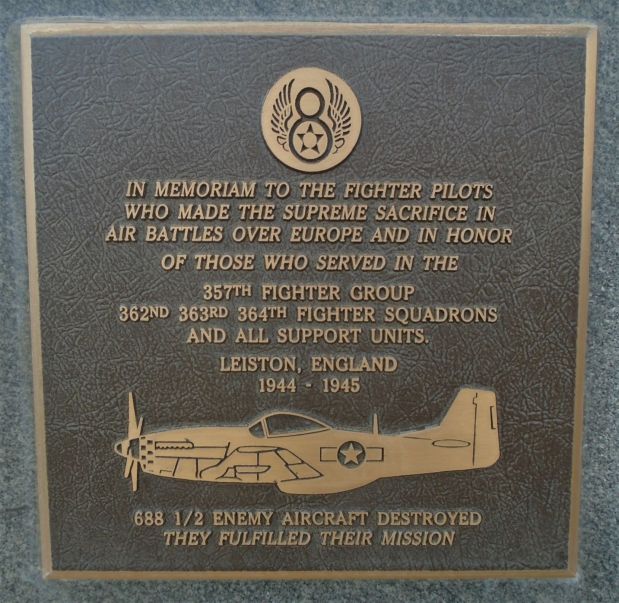 IN MEMORIAM TO THE FIGHTER PILOTS
WHO MADE THE SUPREME SACRIFICE IN
AIR BATTLES OVER EUROPE AND IN HONOR
OF THOSE WHO SERVED IN THE
357TH FIGHTER GROUP
362ND 363RD 364TH FIGHTER SQUADRONS
AND ALL SUPPORT UNITS.
LEISTON, ENGLAND
1944 - 1945
688 1/2 ENEMY AIRCRAFT DESTROYED
THEY FULFILLED THEIR MISSION